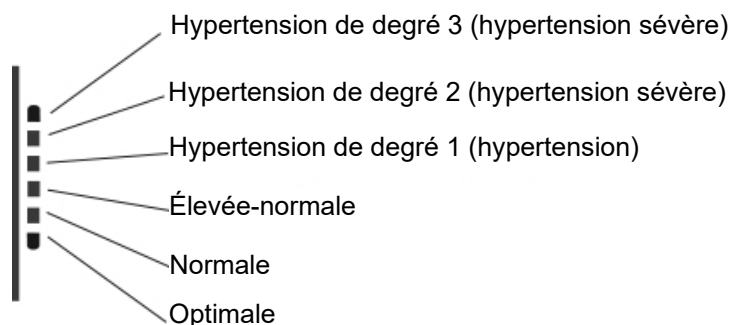 Hypertension de degré 3 (hypertension sévère)
Hypertension de degré 2 (hypertension sévère)
Hypertension de degré 1 (hypertension)
Élevée-normale
Normale
Optimale